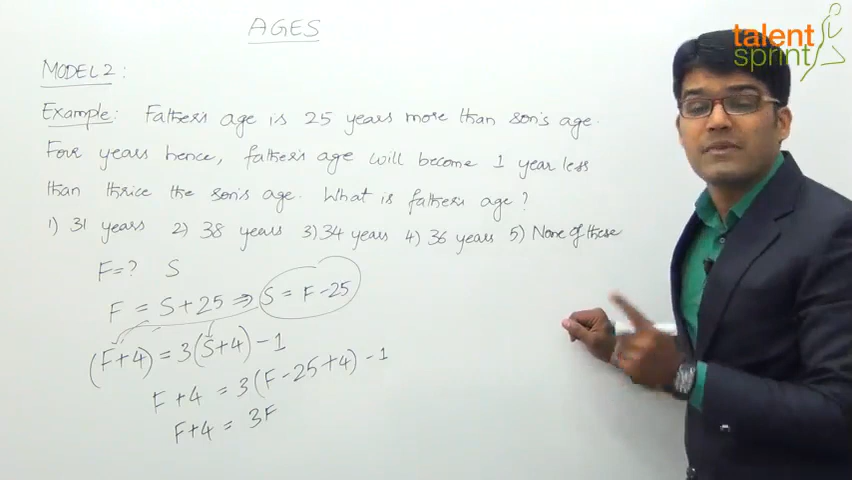 AGES
talent
sprint
MODEL 2 :
Example: Father's age is 25 years more than son's age.
Four years hence, father's age will become 1 year less
than thrice the son's age. What is father's age ?
1) 31 years 2) 38 years 3) 34 years 4) 36 years 5) None of these
F = ? S
F = S + 25 ⇒ S = F - 25
(F+4) = 3(S+4) - 1
F + 4 = 3(F - 25 + 4) - 1
F+4 = 3F